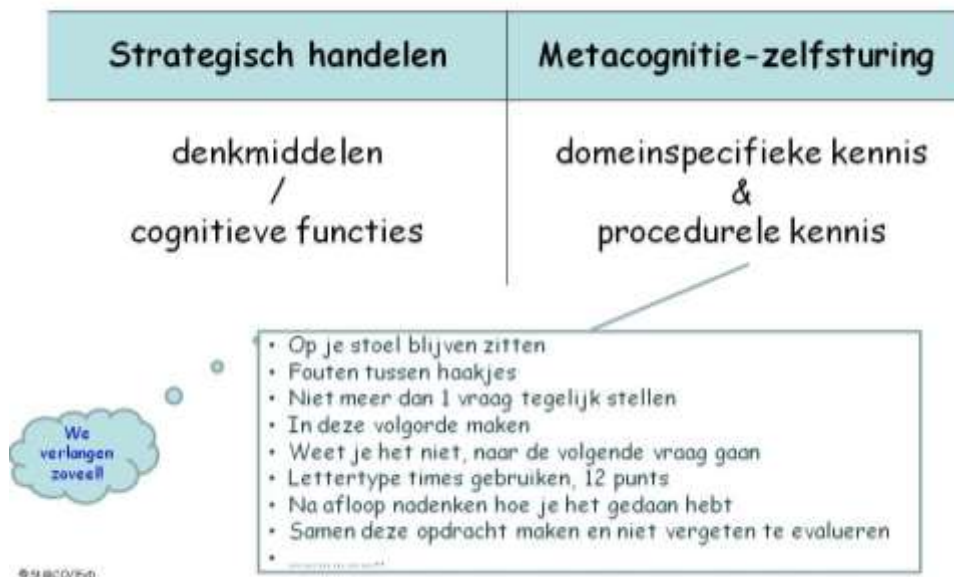 Strategisch handelen
Metacognitie-zelfsturing
denkmiddelen
/
cognitieve functies
domeinspecifieke kennis
&
procedurele kennis
• Op je stoel blijven zitten
• Fouten tussen haakjes
• Niet meer dan 1 vraag tegelijk stellen
• In deze volgorde maken
• Weet je het niet, naar de volgende vraag gaan
• Lettertype times gebruiken, 12 punts
• Na afloop nadenken hoe je het gedaan hebt
• Samen deze opdracht maken en niet vergeten te evalueren
• ................
We
verlangen
zoveel!